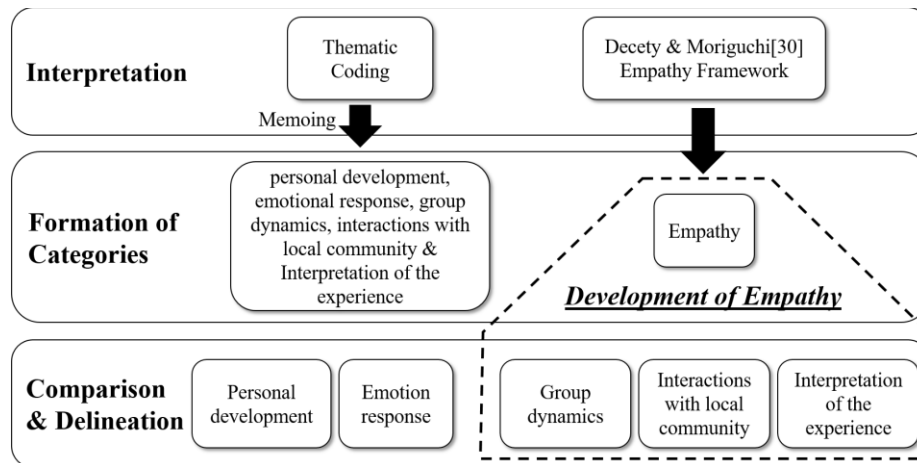 Interpretation
Thematic
Coding
Decety & Moriguchi[30]
Empathy Framework
Memoing
Formation of
Categories
personal development,
emotional response, group
dynamics, interactions with
local community &
Interpretation of the
experience
Empathy
Development of Empathy
Comparison
& Delineation
Personal
development
Emotion
response
Group
dynamics
Interactions
with local
community
Interpretation
of the
experience